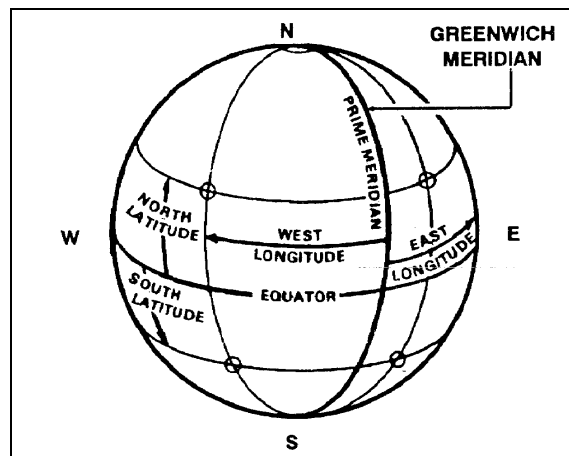 N
GREENWICH
MERIDIAN
PRIME MERIDIAN
NORTH
LATITUDE
W
WEST
LONGITUDE
EAST
LONGITUDE
E
SOUTH
LATITUDE
EQUATOR
S